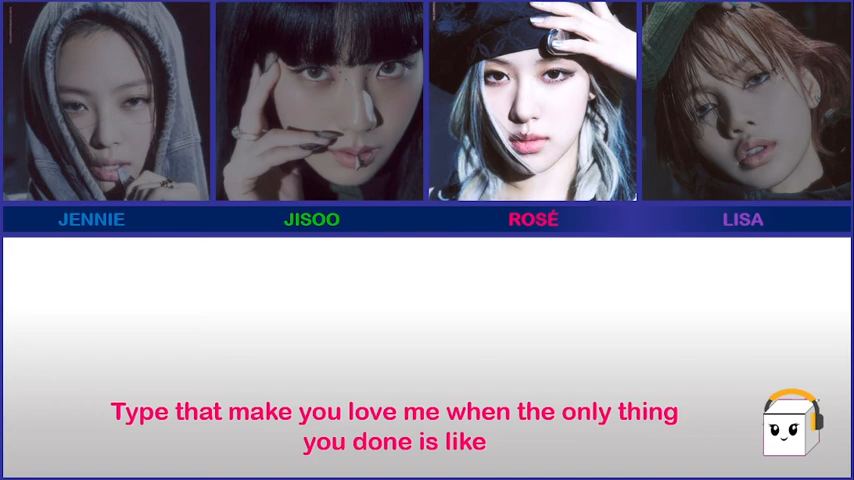 JENNIE JISOO ROSÉ LISA
Type that make you love me when the only thing
you done is like